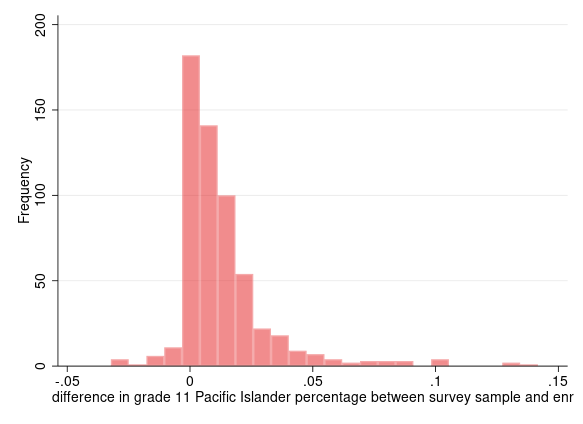 200
150
100
50
0
Frequency
-.05 0 .05 .1 .15
difference in grade 11 Pacific Islander percentage between survey sample and enr